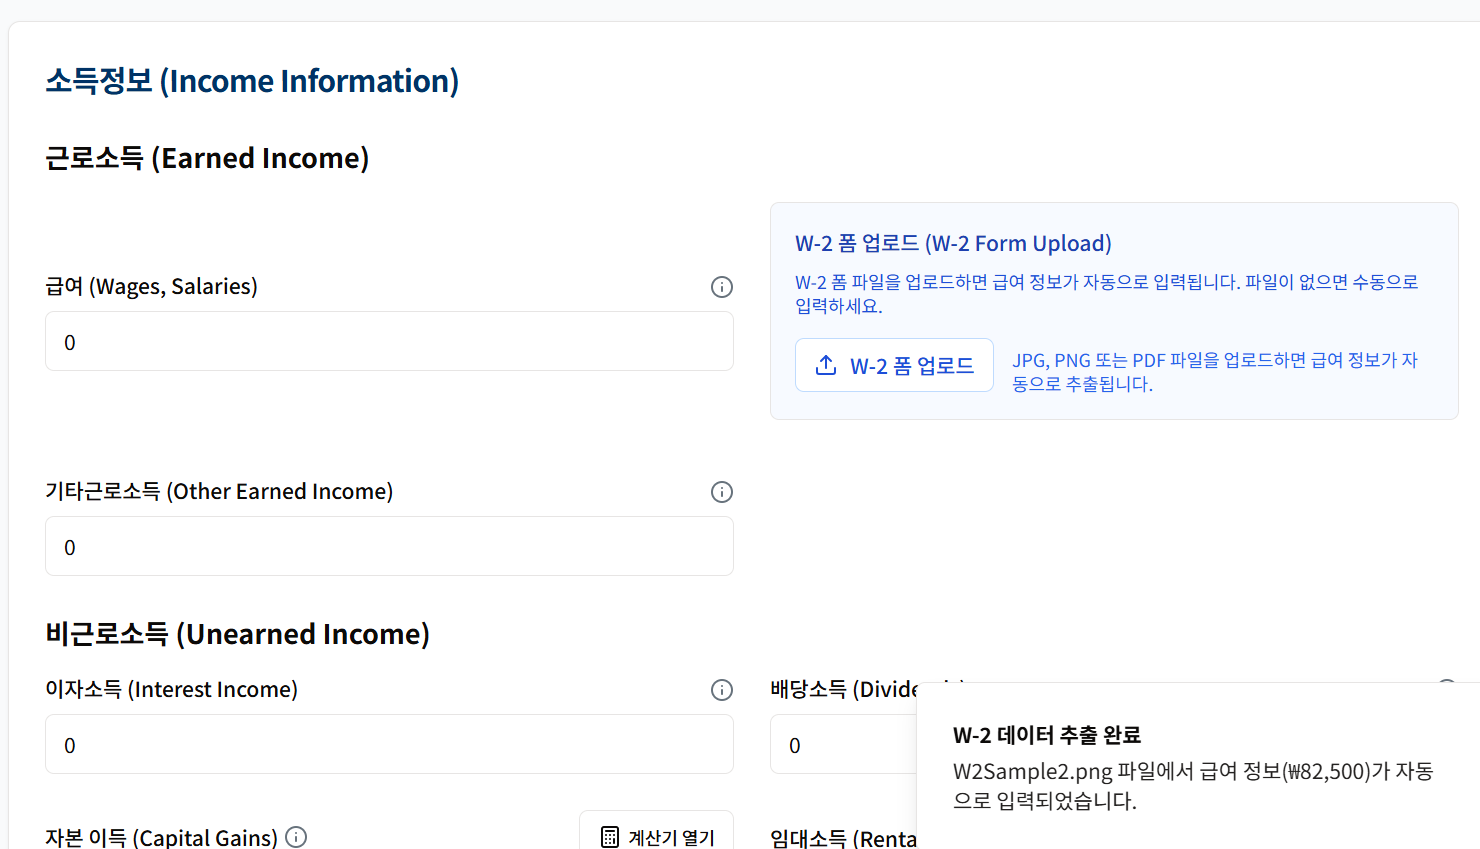 소득정보 (Income Information)
근로소득 (Earned Income)
급여 (Wages, Salaries)
0
W-2 폼 업로드 (W-2 Form Upload)
W-2 폼 파일을 업로드하면 급여 정보가 자동으로 입력됩니다. 파일이 없으면 수동으로
입력하세요.
W-2 폼 업로드
JPG, PNG 또는 PDF 파일을 업로드하면 급여 정보가 자
동으로 추출됩니다.
기타근로소득 (Other Earned Income)
0
비근로소득 (Unearned Income)
이자소득 (Interest Income)
0
배당소득
0
자본 이득 (Capital Gains)
계산기 열기
임대소득
W-2 데이터 추출 완료
W2Sample2.png 파일에서 급여 정보(₩82,500)가 자동
으로 입력되었습니다.